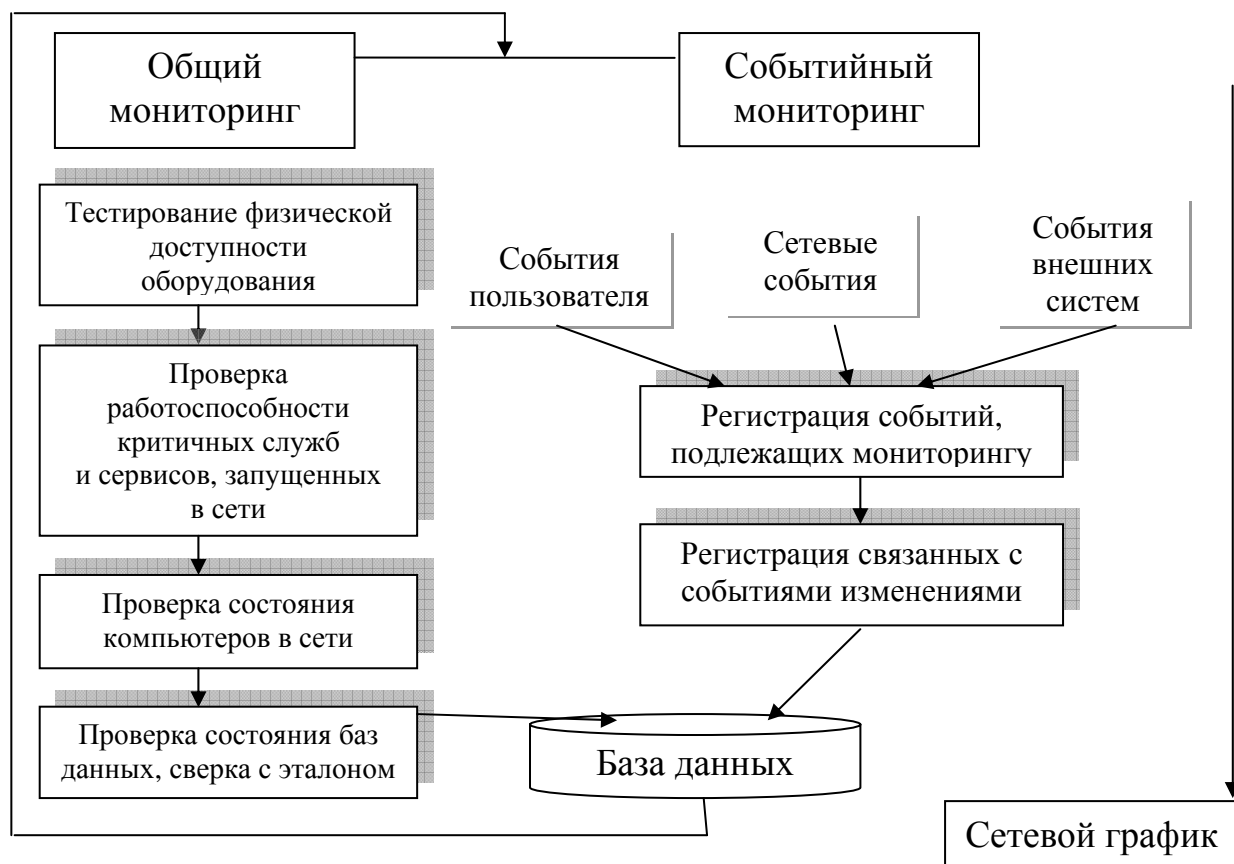 Общий
мониторинг
Событийный
мониторинг
Тестирование физической
доступности
оборудования
Проверка
работоспособности
критичных служб
и сервисов, запущенных
в сети
Проверка состояния
компьютеров в сети
Проверка состояния баз
данных, сверка с эталоном
События
пользователя
Сетевые
события
События
внешних
систем
Регистрация событий,
подлежащих мониторингу
Регистрация связанных с
событиями изменениями
База данных
Сетевой график